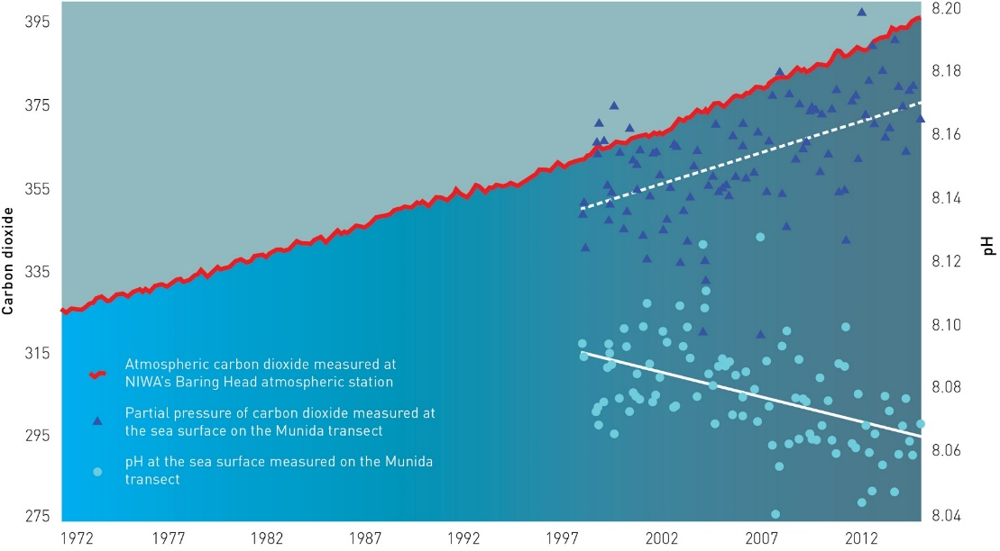 395
375
355
335
315
295
275
Carbon dioxide
8.20
8.18
8.16
8.14
8.12
8.10
8.08
8.06
8.04
pH
Atmospheric carbon dioxide measured at
NIWA's Baring Head atmospheric station
Partial pressure of carbon dioxide measured at
the sea surface on the Munida transect
pH at the sea surface measured on the Munida
transect
1972 1977 1982 1987 1992 1997 2002 2007 2012